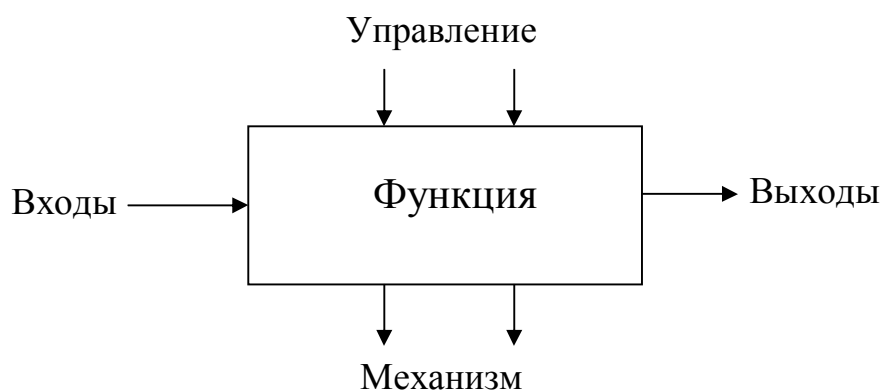 Управление
Входы
Функция
Выходы
Механизм